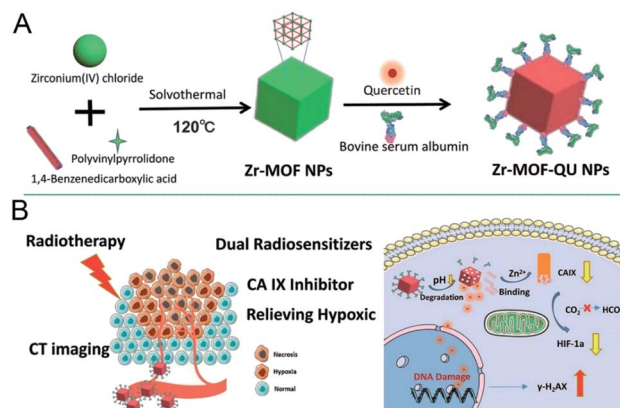 A
Zirconium(IV) chloride
Polyvinylpyrrolidone
1,4-Benzenedicarboxylic acid
Solvothermal
120℃
Zr-MOF NPs
Quercetin
Bovine serum albumin
Zr-MOF-QU NPs
B
Radiotherapy
CT imaging
Dual Radiosensitizers
CA IX Inhibitor
Relieving Hypoxic
Necrosis
Hypoxia
Normal
pH
Degradation
Zn²⁺
Binding
CAIX
CO₂
HCO
HIF-1a
DNA Damage
γ-H₂AX